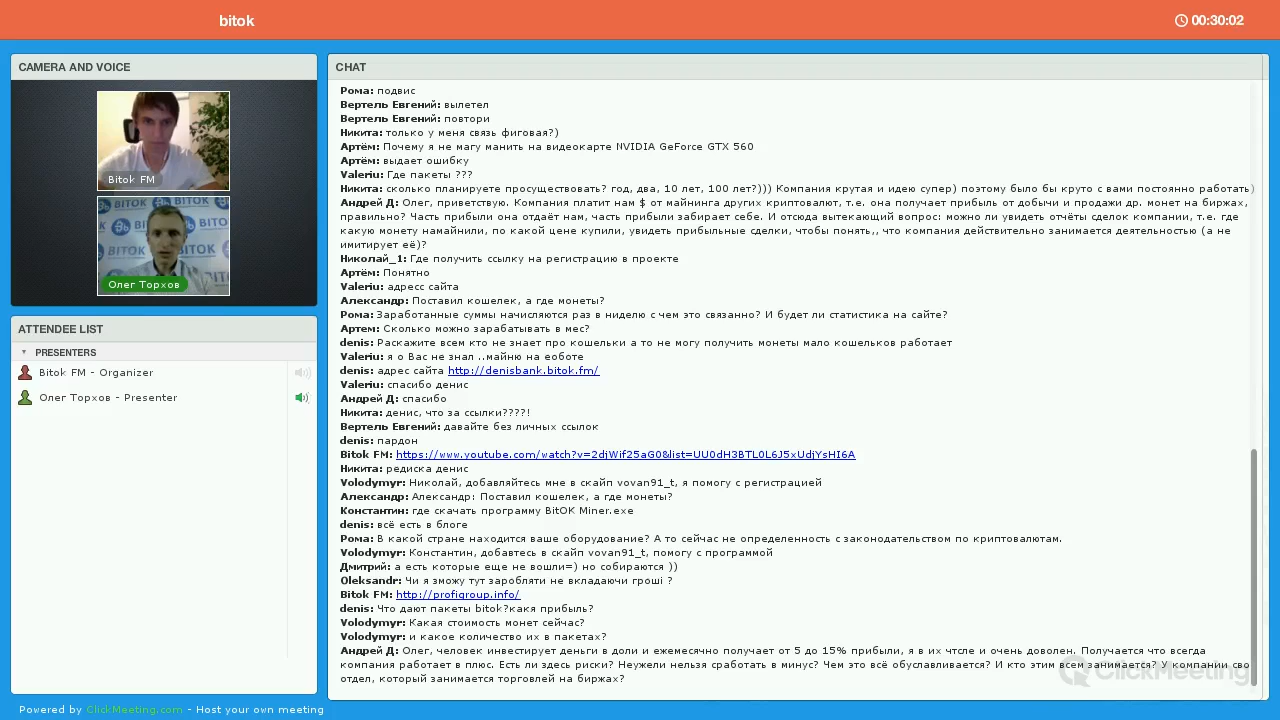 bitok
00:30:02
CAMERA AND VOICE
Bitok FM
BITOK
BITOK
BITOK
Олег Торхов
ATTENDEE LIST
PRESENTERS
Bitok FM - Organizer
Олег Торхов - Presenter
CHAT
Рома: подвис
Вертель Евгений: вылетел
Вертель Евгений: повтори
Никита: только у меня связь фиговая?)
Артём: Почему я не магу манить на видеокарте NVIDIA GeForce GTX 560
Артём: выдает ошибку
Valeriu: Где пакеты ???
Никита: сколько планируете просуществовать? год, два, 10 лет, 100 лет?))) Компания крутая и идею супер) поэтому было бы круто с вами постоянно работать)
Андрей Д: Олег, приветствую. Компания платит нам $ от майнинга других криптовалют, т.е. она получает прибыль от добычи и продажи др. монет на биржах,
правильно? Часть прибыли она отдаёт нам, часть прибыли забирает себе. И отсюда вытекающий вопрос: можно ли увидеть отчёты сделок компании, т.е. где
какую монету намайнили, по какой цене купили, увидеть прибыльные сделки, чтобы понять,, что компания действительно занимается деятельностью (а не
имитирует её)?
Николай_1: Где получить ссылку на регистрацию в проекте
Артём: Понятно
Valeriu: адресс сайта
Александр: Поставил кошелек, а где монеты?
Рома: Заработанные суммы начисляются раз в ниделю с чем это связанно? И будет ли статистика на сайте?
Артем: Сколько можно зарабатывать в мес?
denis: Раскажите всем кто не знает про кошельки а то не могу получить монеты мало кошельков работает
Valeriu: я о Вас не знал ..майню на еоботе
denis: адрес сайта http://denisbank.bitok.fm/
Valeriu: спасибо денис
Андрей Д: спасибо
Никита: денис, что за ссылки????!
Вертель Евгений: давайте без личных ссылок
denis: пардон
Bitok FM: https://www.youtube.com/watch?v=2djWif25aG0&list=UU0dH3BTL0L6J5xUdjYsHI6A
Никита: редиска денис
Volodymyr: Николай, добавляйтесь мне в скайп vovan91_t, я помогу с регистрацией
Александр: Александр: Поставил кошелек, а где монеты?
Константин: где скачать программу BitOK Miner.exe
denis: всё есть в блоге
Рома: В какой стране находится ваше оборудование? А то сейчас не определенность с законодательством по криптовалютам.
Volodymyr: Константин, добавтесь в скайп vovan91_t, помогу с программой
Дмитрий: а есть которые еще не вошли=) но собираются ))
Oleksandr: Чи я зможу тут заробляти не вкладаючи гроші ?
Bitok FM: http://profigroup.info/
denis: Что дают пакеты bitok?какя прибыль?
Volodymyr: Какая стоимость монет сейчас?
Volodymyr: и какое количество их в пакетах?
Андрей Д: Олег, человек инвестирует деньги в доли и ежемесячно получает от 5 до 15% прибыли, я в их чтсле и очень доволен. Получается что всегда
компания работает в плюс. Есть ли здесь риски? Неужели нельзя сработать в минус? Чем это всё обуславливается? И кто этим всем занимается? У компании сво
отдел, который занимается торговлей на биржах?
ClickMeeting
Powered by ClickMeeting.com - Host your own meeting